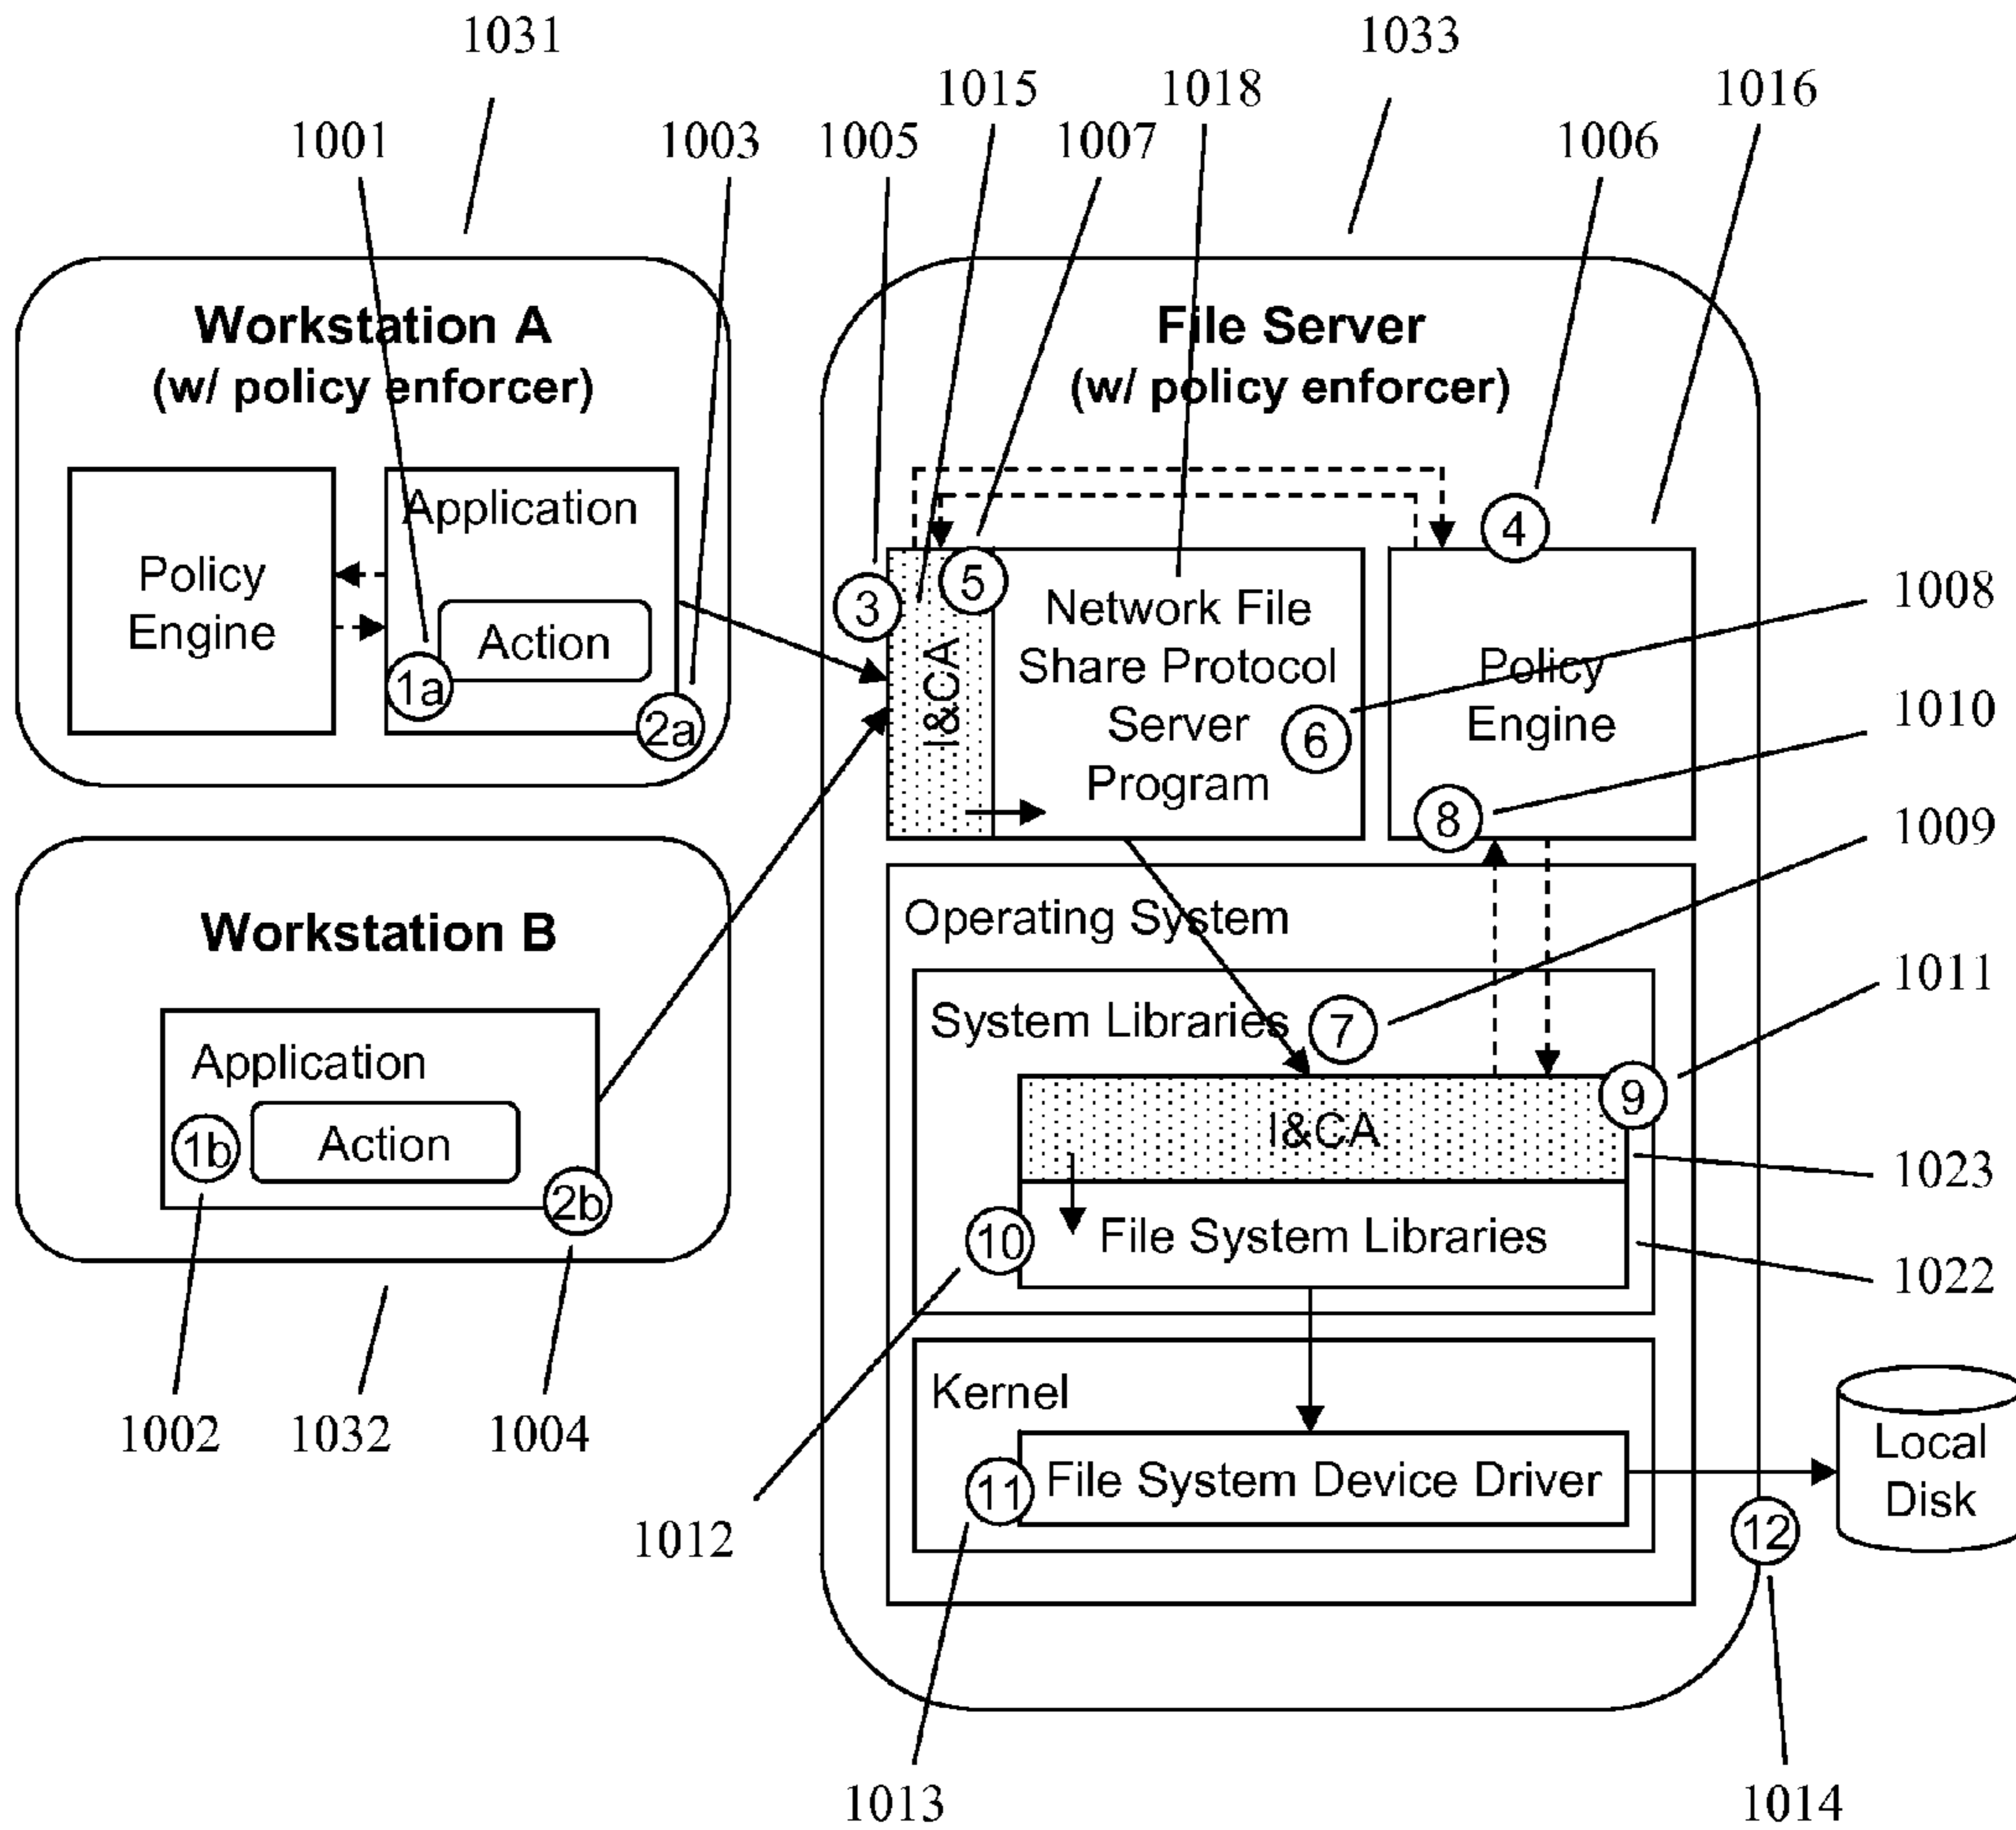 1031
1033
1015
1018
1016
1001
1003
1005
1007
1006
Workstation A
(w/ policy enforcer)
Policy
Engine
Application
Action
1a
2a
File Server
(w/ policy enforcer)
3
5
4
I&CA
Network File
Share Protocol
Server
Program
6
Policy
Engine
8
1008
1010
1009
Workstation B
Application
1b
Action
2b
1002
1032
1004
Operating System
System Libraries
7
1011
9
I&CA
1023
10
File System Libraries
1022
Kernel
11
File System Device Driver
12
Local
Disk
1012
1013
1014